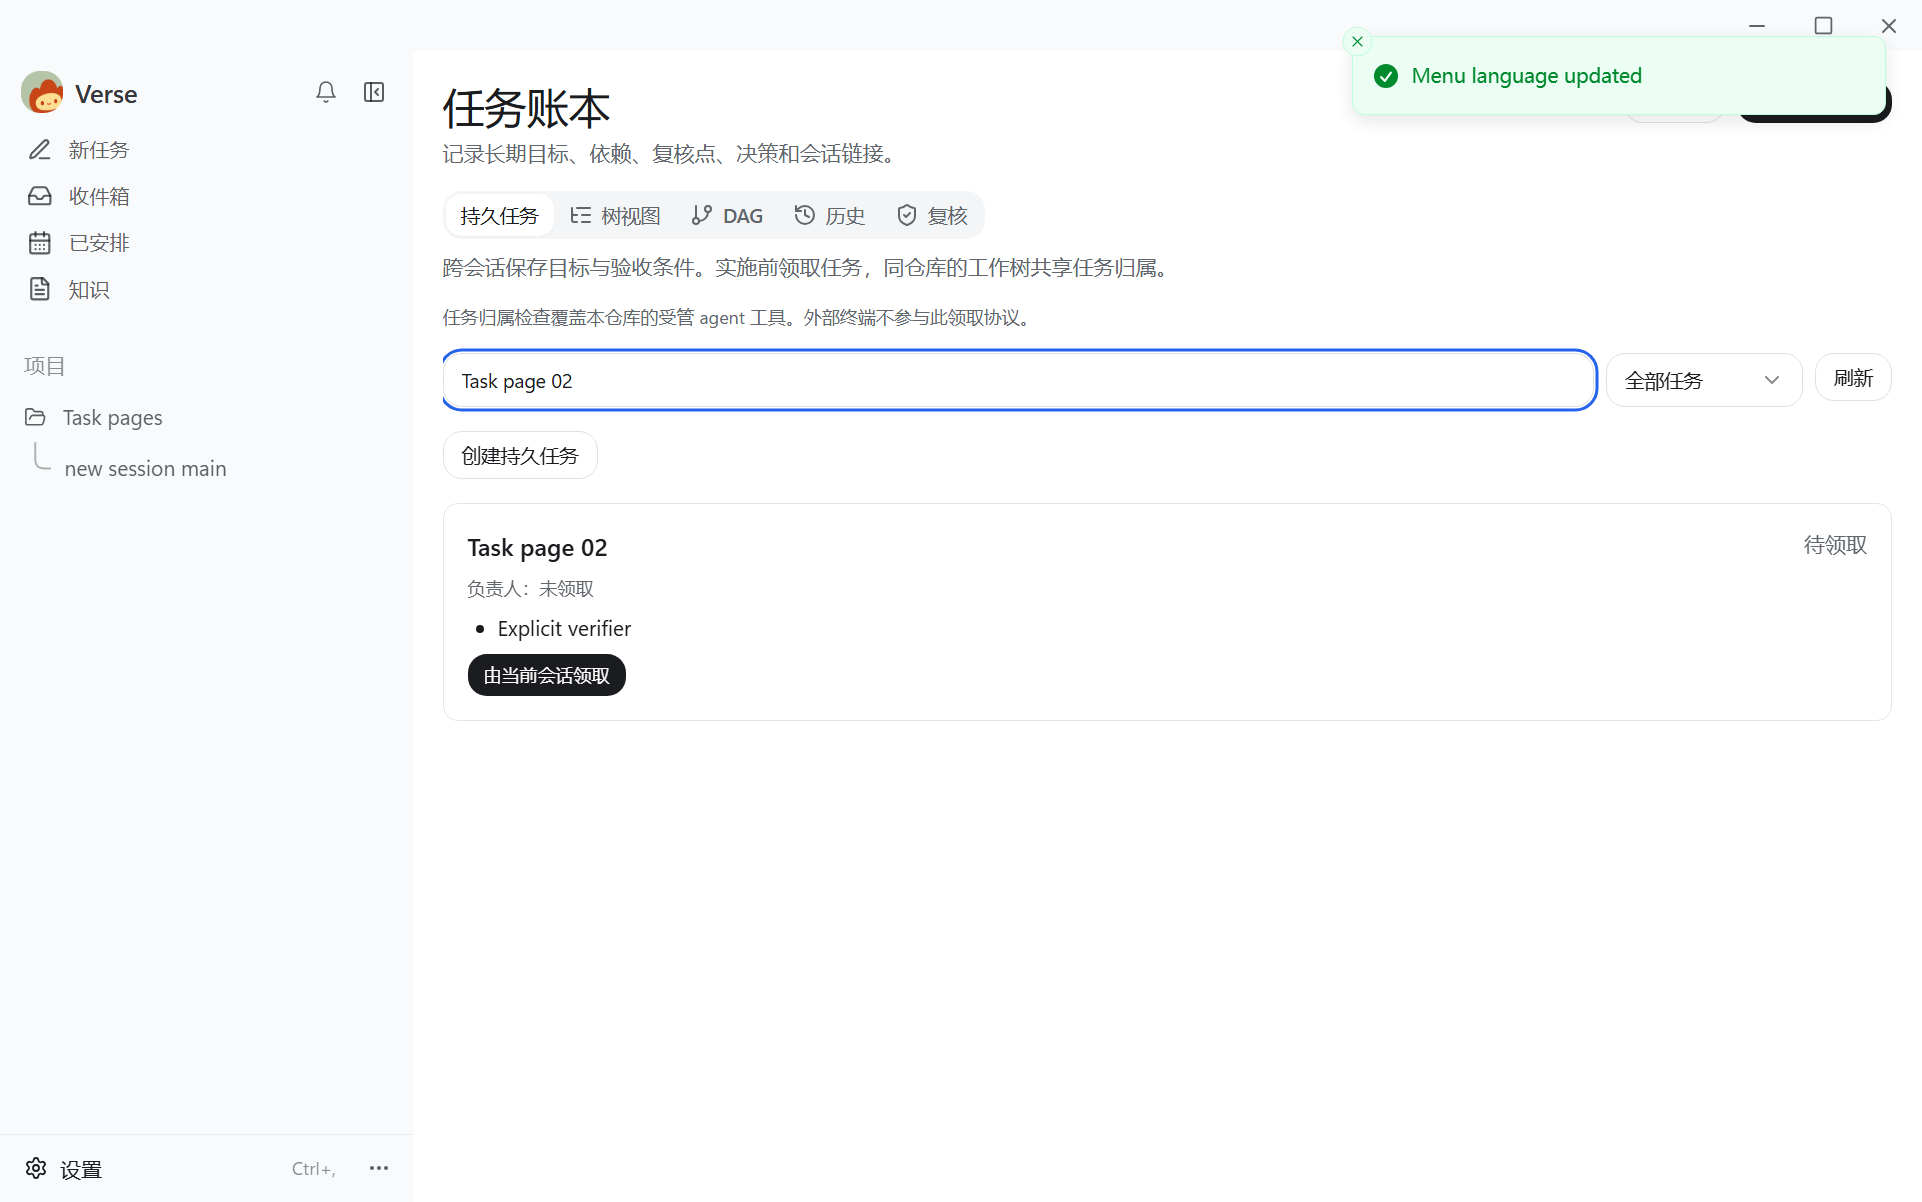 Verse
新任务
收件箱
已安排
知识
项目
Task pages
new session main
设置
Ctrl+,
Menu language updated
任务账本
记录长期目标、依赖、复核点、决策和会话链接。
持久任务
树视图
DAG
历史
复核
跨会话保存目标与验收条件。实施前领取任务，同仓库的工作树共享任务归属。
任务归属检查覆盖本仓库的受管 agent 工具。外部终端不参与此领取协议。
Task page 02
全部任务
刷新
创建持久任务
Task page 02
待领取
负责人：未领取
• Explicit verifier
由当前会话领取